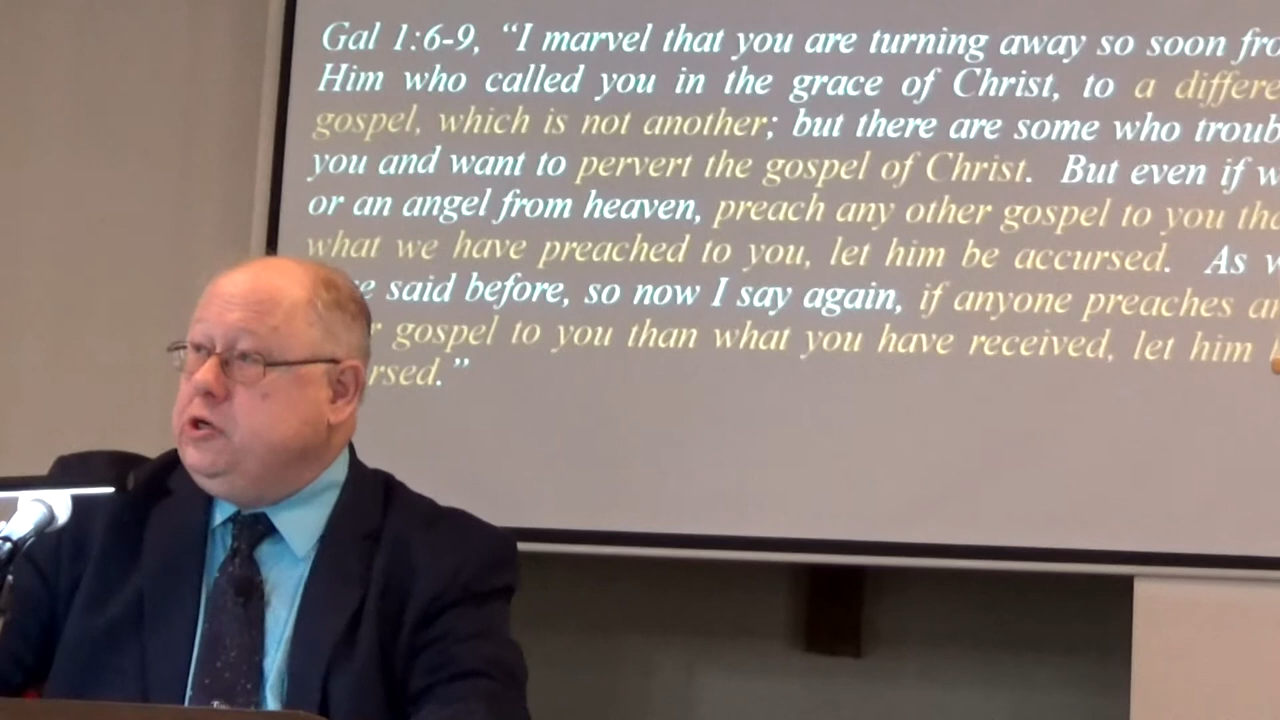 Gal 1:6-9, “I marvel that you are turning away so soon fro
Him who called you in the grace of Christ, to a differe
gospel, which is not another; but there are some who troub
you and want to pervert the gospel of Christ. But even if w
or an angel from heaven, preach any other gospel to you tha
what we have preached to you, let him be accursed. As w
e said before, so now I say again, if anyone preaches an
r gospel to you than what you have received, let him b
rsed.”